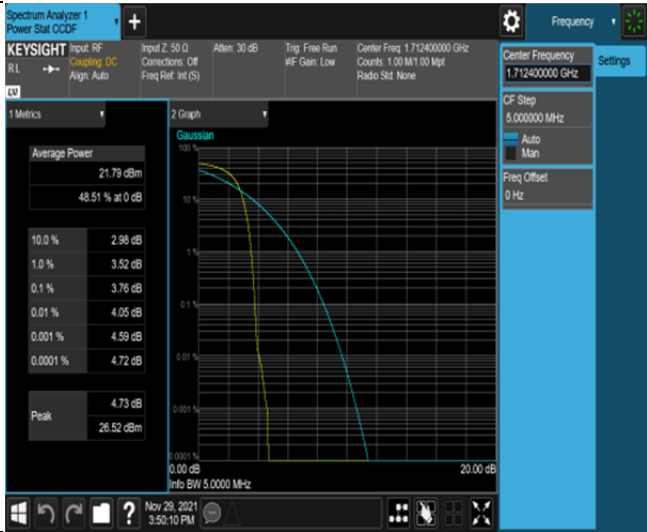 Spectrum Analyzer 1
Power Stat CCDF
Frequency
KEYSIGHT
RL
LV
Input: RF
Coupling: DC
Align: Auto
Input Z: 50 Ω
Corrections: Off
Freq Ref: Int (S)
Atten: 30 dB
Trig: Free Run
#IF Gain: Low
Center Freq: 1.712400000 GHz
Counts: 1.00 M/1.00 Mpt
Radio Std: None
Center Frequency
1.712400000 GHz
Settings
CF Step
5.000000 MHz
Auto
Man
Freq Offset
0 Hz
1 Metrics
Average Power
21.79 dBm
48.51 % at 0 dB
10.0 % 2.98 dB
1.0 % 3.52 dB
0.1 % 3.76 dB
0.01 % 4.05 dB
0.001 % 4.59 dB
0.0001 % 4.72 dB
Peak
4.73 dB
26.52 dBm
2 Graph
Gaussian
100 %
10 %
1 %
0.1 %
0.01 %
0.001 %
0.0001 %
0.00 dB 20.00 dB
Info BW 5.0000 MHz
?
Nov 29, 2021
3:50:10 PM